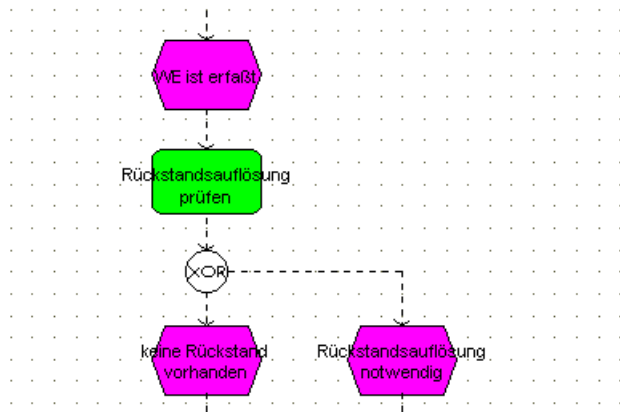 WE ist erfaßt
Rückstandsauflösung
prüfen
XOR
keine Rückstand
vorhanden
Rückstandsauflösung
notwendig